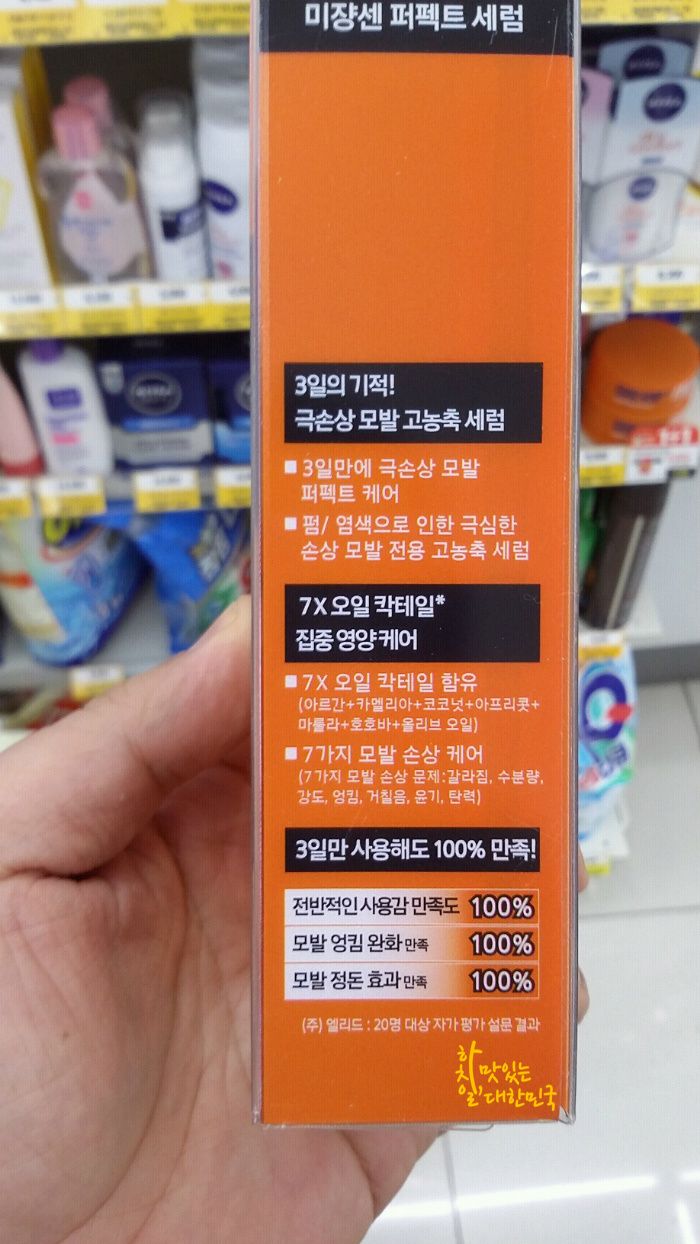 미쟝센 퍼펙트 세럼
3일의 기적!
극손상 모발 고농축 세럼
3일만에 극손상 모발
퍼펙트 케어
펌/ 염색으로 인한 극심한
손상 모발 전용 고농축 세럼
7X 오일 칵테일*
집중 영양 케어
7X 오일 칵테일 함유
(아르간+카멜리아+코코넛+아프리콧+
마룰라+호호바+올리브 오일)
7가지 모발 손상 케어
(7가지 모발 손상 문제:갈라짐, 수분량,
강도, 엉킴, 거칠음, 윤기, 탄력)
3일만 사용해도 100% 만족!
전반적인 사용감 만족도 100%
모발 엉킴 완화 만족 100%
모발 정돈 효과 만족 100%
(주) 엘리드 : 20명 대상 자가 평가 설문 결과
하치일
맛있는
대한민국
NIVEA
NIVEA
1+1